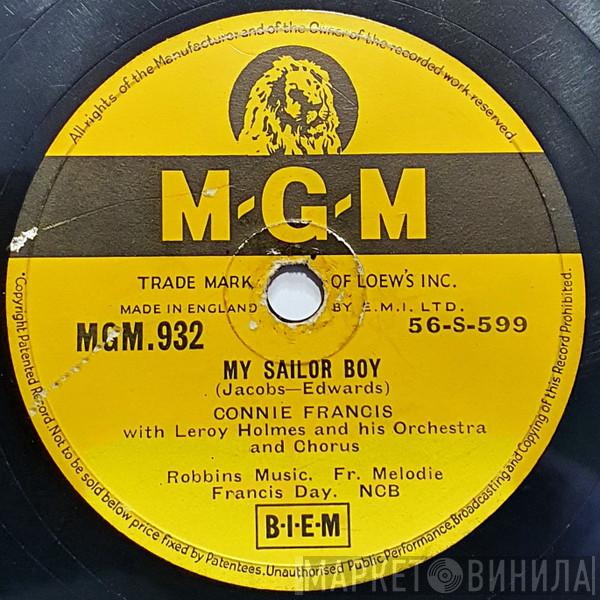 All rights of the Manufacturer and of the Owner of the recorded work reserved.
M-G-M
TRADE MARK OF LOEW'S INC.
MADE IN ENGLAND BY E.M.I. LTD.
MGM.932 56-S-599
MY SAILOR BOY
(Jacobs—Edwards)
CONNIE FRANCIS
with Leroy Holmes and his Orchestra
and Chorus
Robbins Music. Fr. Melodie
Francis Day. NCB
B·I·E·M
Copyright Patented Record. Not to be sold below price fixed by Patentees. Unauthorised Public Performance, Broadcasting and Copying of this Record Prohibited.
МАРКЕТ ВИНИЛА